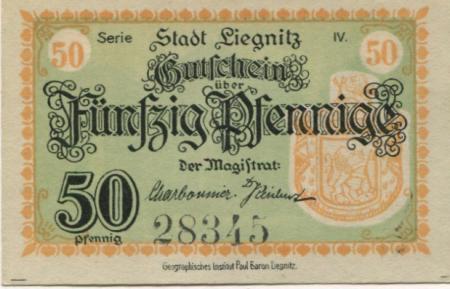 50 Serie Stadt Liegnitz IV. 50
Gutschein
über
Fünfzig Pfennige
der Magistrat:
50 Charbonnier.
Pfennig 28345
Geographisches Institut Paul Baron Liegnitz.